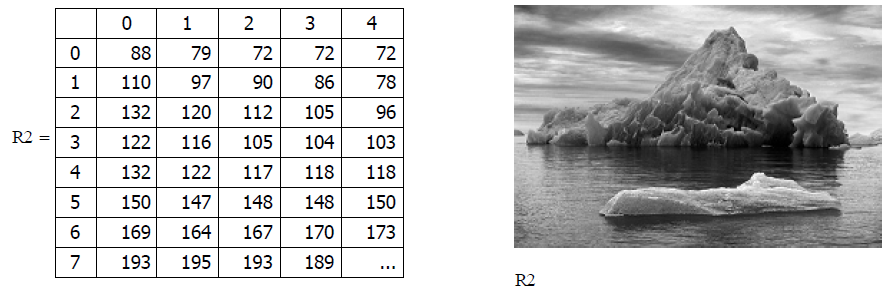 0 1 2 3 4
0 88 79 72 72 72
1 110 97 90 86 78
2 132 120 112 105 96
R2 = 3 122 116 105 104 103
4 132 122 117 118 118
5 150 147 148 148 150
6 169 164 167 170 173
7 193 195 193 189 ...
R2